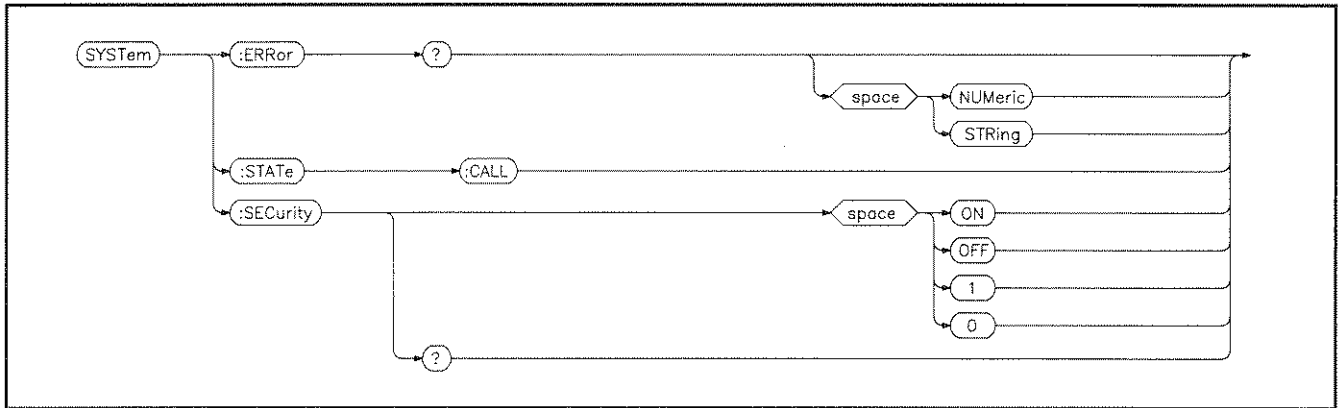 SYSTem :ERRor ?
space NUMeric
STRing
:STATe :CALL
:SECurity space ON
OFF
1
0
?